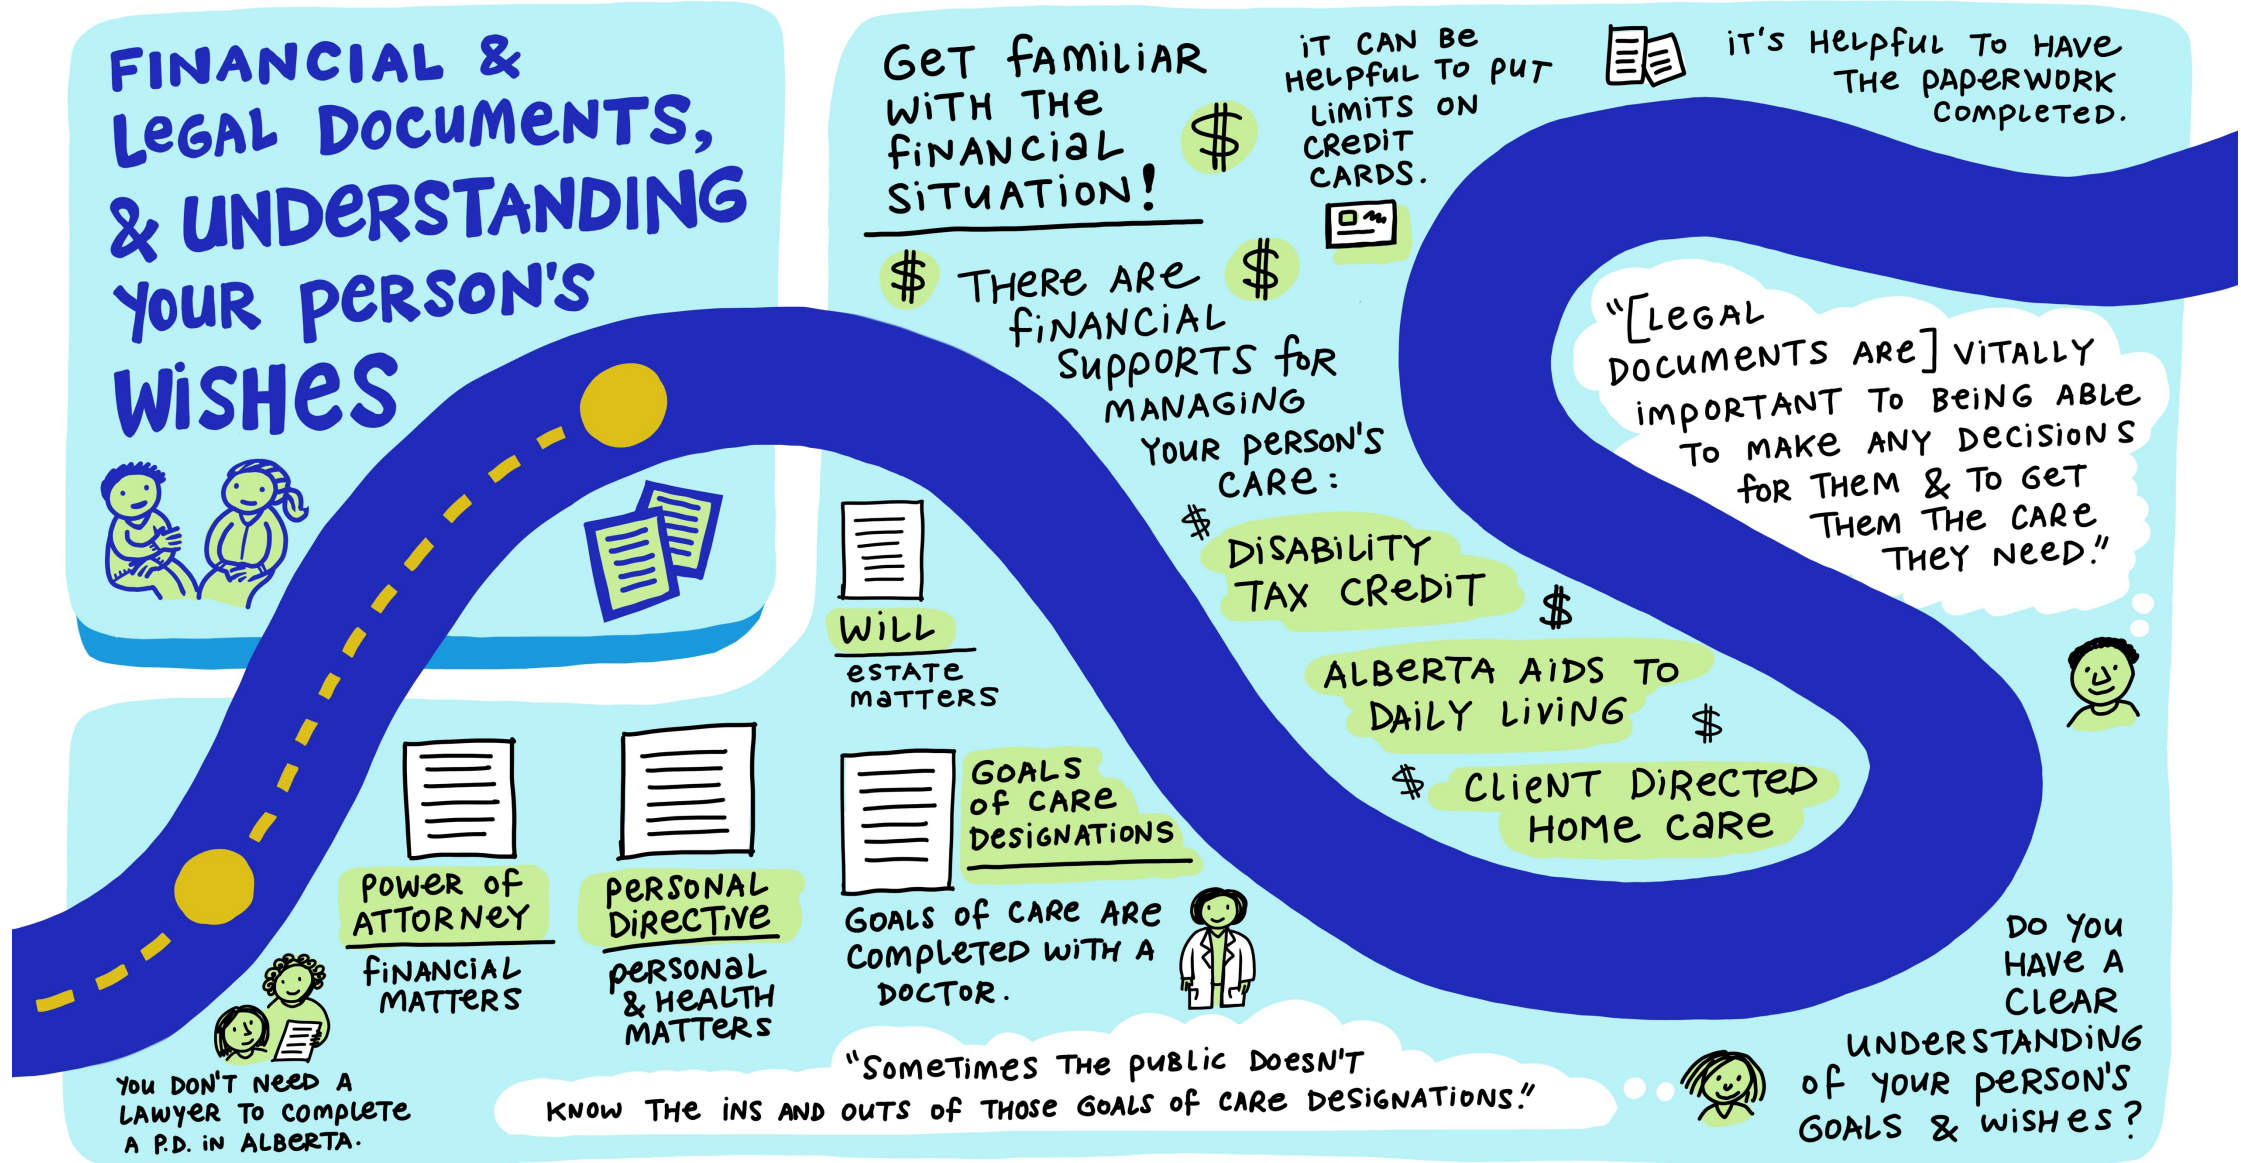 FINANCIAL &
LEGAL DOCUMENTS,
& UNDERSTANDING
YOUR PERSON'S
WISHES
POWER OF
ATTORNEY
FINANCIAL
MATTERS
PERSONAL
DIRECTIVE
PERSONAL
& HEALTH
MATTERS
YOU DON'T NEED A
LAWYER TO COMPLETE
A P.D. IN ALBERTA.
WILL
ESTATE
MATTERS
GOALS
OF CARE
DESIGNATIONS
GOALS OF CARE ARE
COMPLETED WITH A
DOCTOR.
"SOMETIMES THE PUBLIC DOESN'T
KNOW THE INS AND OUTS OF THOSE GOALS OF CARE DESIGNATIONS."
GET FAMILIAR
WITH THE
FINANCIAL
SITUATION!
$
$
$
THERE ARE
FINANCIAL
SUPPORTS FOR
MANAGING
YOUR PERSON'S
CARE:
$
DISABILITY
TAX CREDIT
$
ALBERTA AIDS TO
DAILY LIVING
$
$
CLIENT DIRECTED
HOME CARE
IT CAN BE
HELPFUL TO PUT
LIMITS ON
CREDIT
CARDS.
IT'S HELPFUL TO HAVE
THE PAPERWORK
COMPLETED.
"[LEGAL
DOCUMENTS ARE] VITALLY
IMPORTANT TO BEING ABLE
TO MAKE ANY DECISIONS
FOR THEM & TO GET
THEM THE CARE
THEY NEED."
DO YOU
HAVE A
CLEAR
UNDERSTANDING
OF YOUR PERSON'S
GOALS & WISHES?